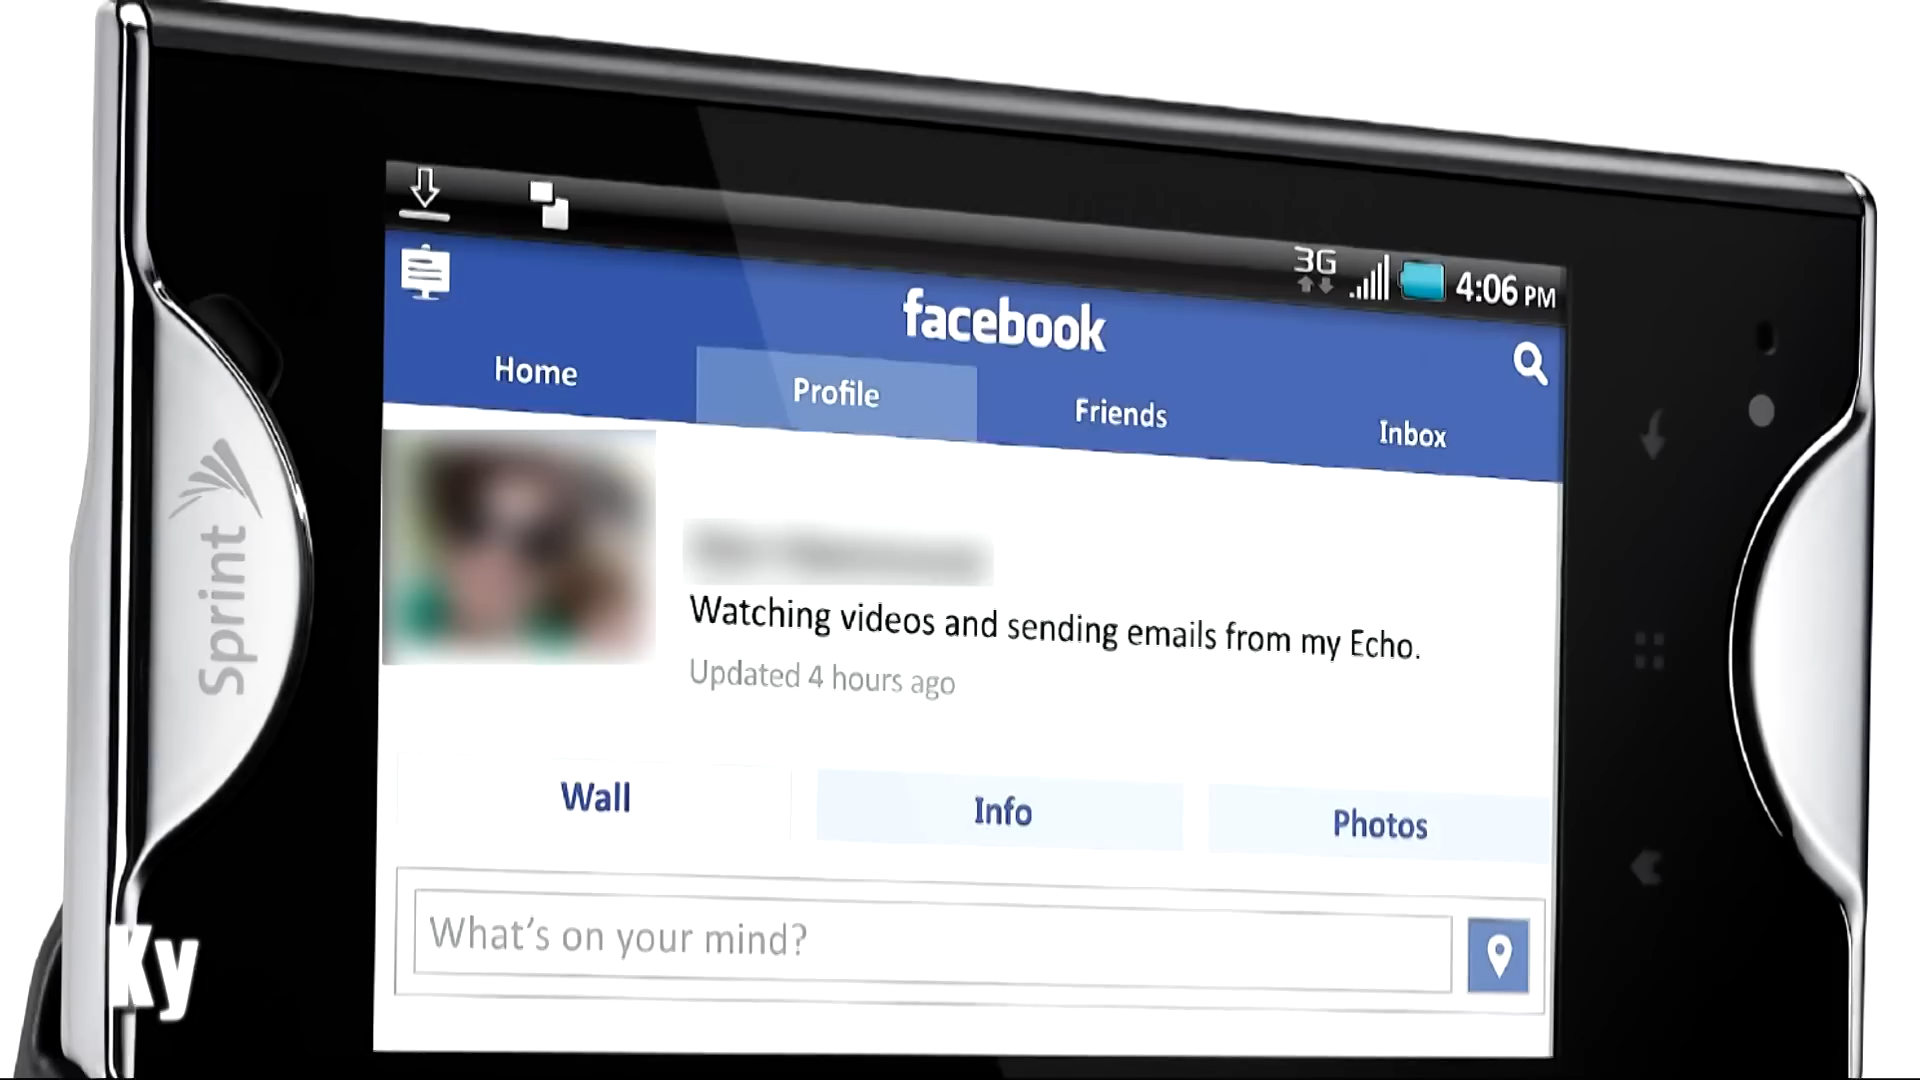 3G
4:06 PM
facebook
Home
Profile
Friends
Inbox
Sprint
Watching videos and sending emails from my Echo.
Updated 4 hours ago
Wall
Info
Photos
What's on your mind?
Ky